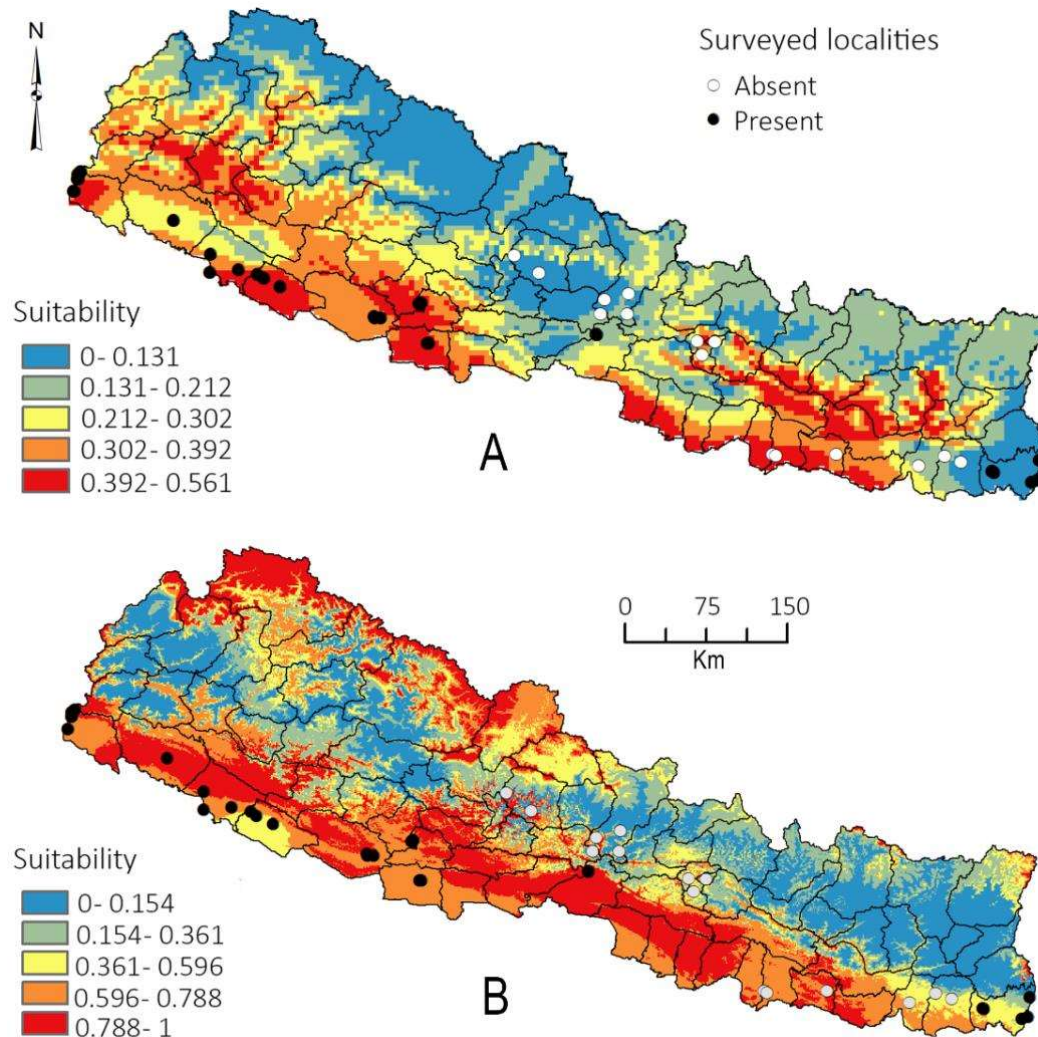 N
Surveyed localities
Absent
Present
Suitability
0- 0.131
0.131- 0.212
0.212- 0.302
0.302- 0.392
0.392- 0.561
A
0 75 150
Km
Suitability
0- 0.154
0.154- 0.361
0.361- 0.596
0.596- 0.788
0.788- 1
B